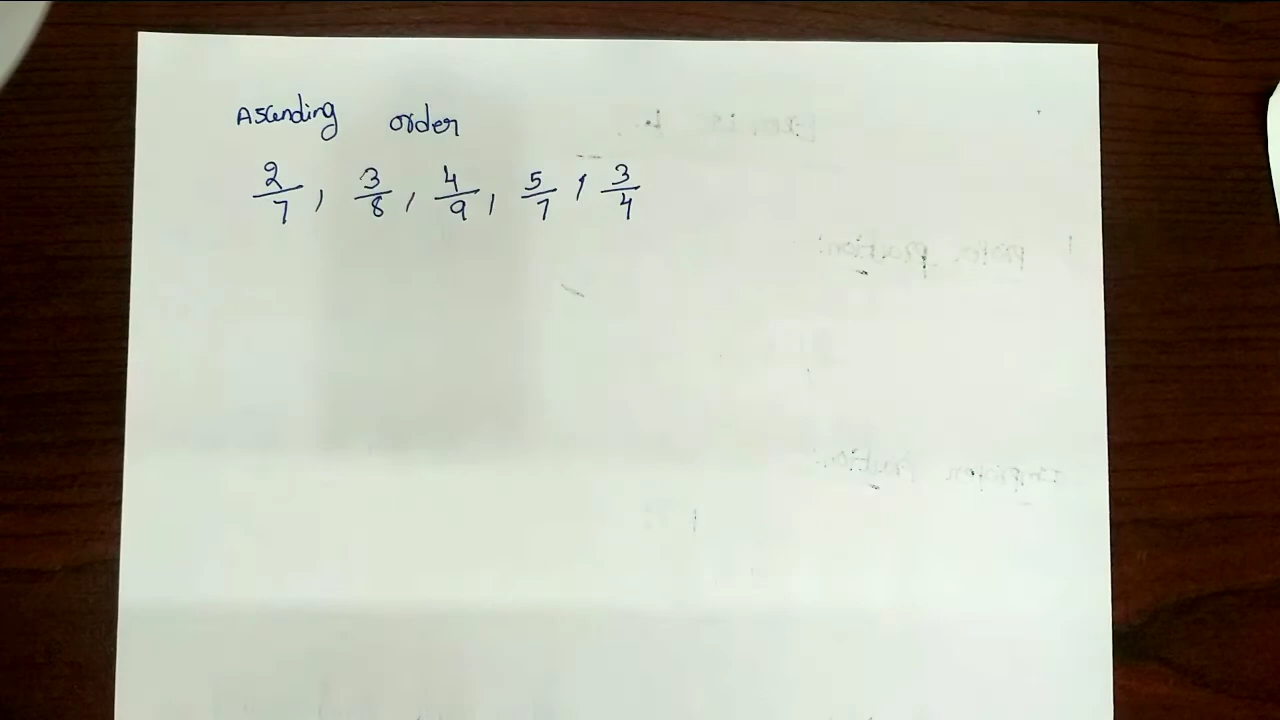 Ascending order
2/7, 3/8, 4/9, 5/7, 3/4